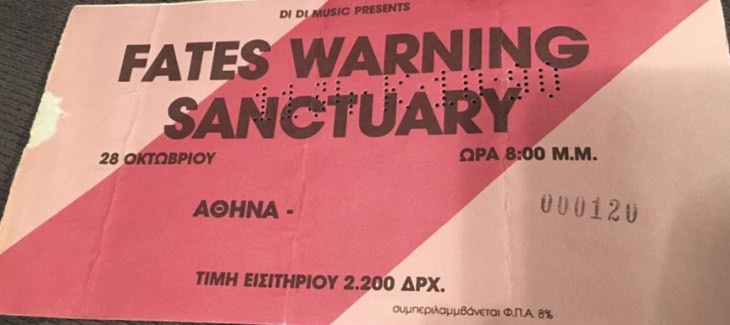 DI DI MUSIC PRESENTS
FATES WARNING
SANCTUARY
28 ΟΚΤΩΒΡΙΟΥ
ΩΡΑ 8:00 Μ.Μ.
ΑΘΗΝΑ -
000120
ΤΙΜΗ ΕΙΣΙΤΗΡΙΟΥ 2.200 ΔΡΧ.
συμπεριλαμβάνεται Φ.Π.Α. 8%